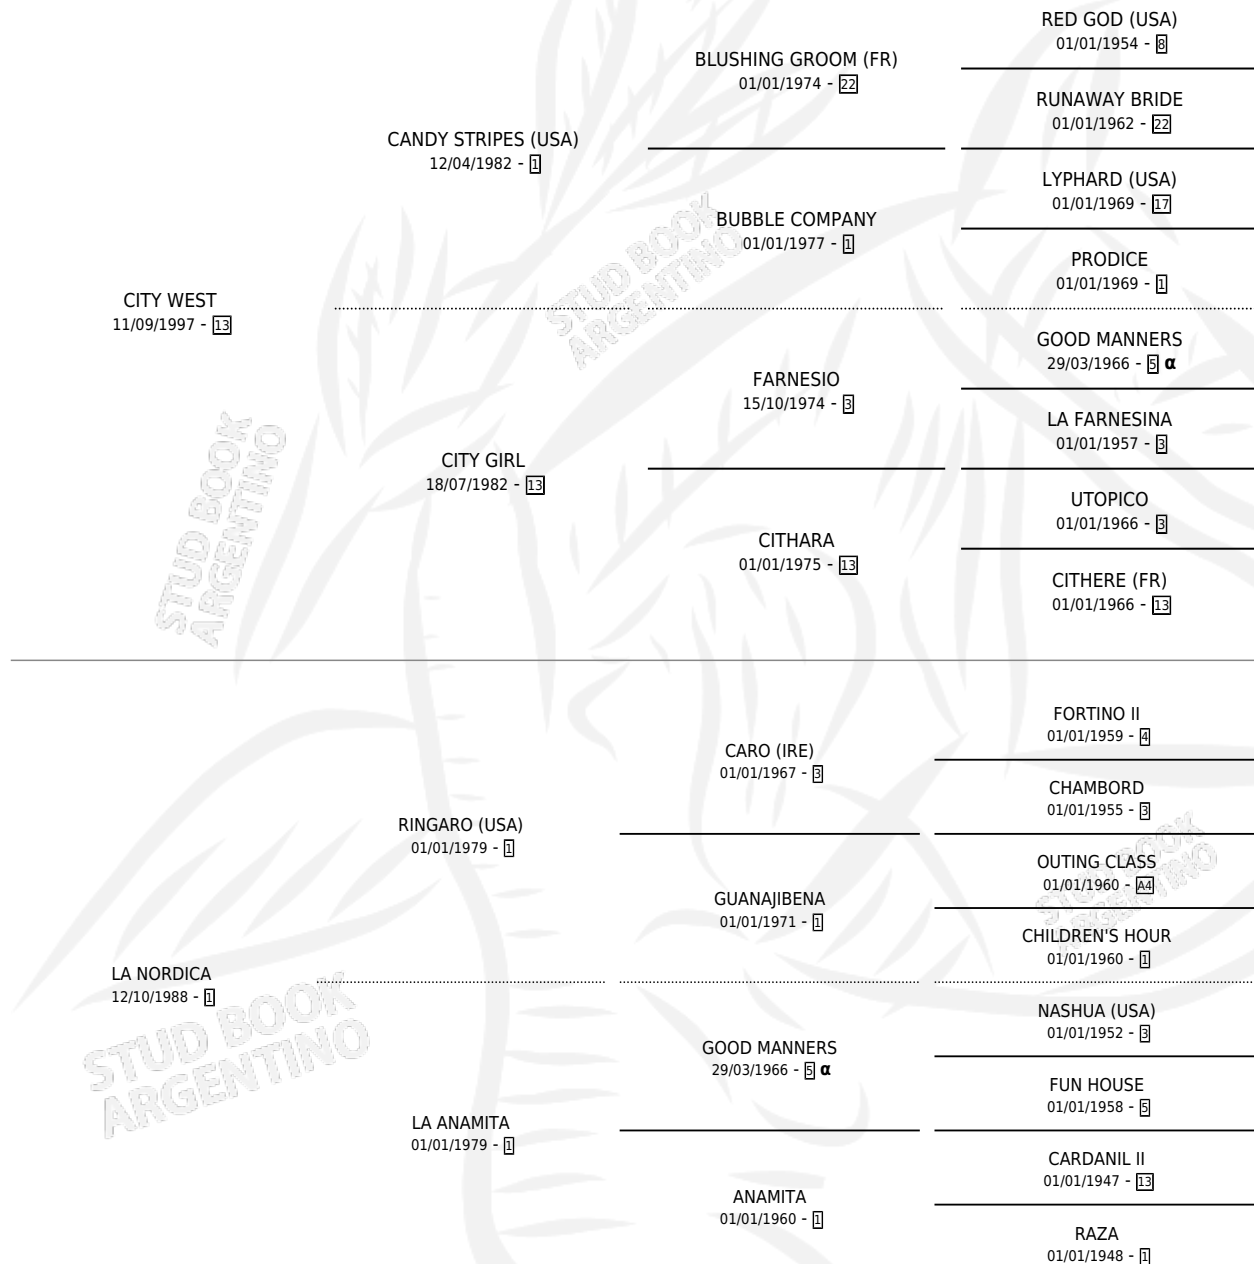 RED GOD (USA)
01/01/1954 - 8
BLUSHING GROOM (FR)
01/01/1974 - 22
RUNAWAY BRIDE
01/01/1962 - 22
CANDY STRIPES (USA)
12/04/1982 - 1
LYPHARD (USA)
01/01/1969 - 17
BUBBLE COMPANY
01/01/1977 - 1
PRODICE
01/01/1969 - 1
CITY WEST
11/09/1997 - 13
GOOD MANNERS
29/03/1966 - 5 α
FARNESIO
15/10/1974 - 3
LA FARNESINA
01/01/1957 - 3
CITY GIRL
18/07/1982 - 13
UTOPICO
01/01/1966 - 3
CITHARA
01/01/1975 - 13
CITHERE (FR)
01/01/1966 - 13
FORTINO II
01/01/1959 - 4
CARO (IRE)
01/01/1967 - 3
CHAMBORD
01/01/1955 - 3
RINGARO (USA)
01/01/1979 - 1
OUTING CLASS
01/01/1960 - A4
GUANAJIBENA
01/01/1971 - 1
CHILDREN'S HOUR
01/01/1960 - 1
LA NORDICA
12/10/1988 - 1
NASHUA (USA)
01/01/1952 - 3
GOOD MANNERS
29/03/1966 - 5 α
FUN HOUSE
01/01/1958 - 5
LA ANAMITA
01/01/1979 - 1
CARDANIL II
01/01/1947 - 13
ANAMITA
01/01/1960 - 1
RAZA
01/01/1948 - 1
STUD BOOK
ARGENTINO
STUD BOOK
ARGENTINO
STUD BOOK
ARGENTINO
STUD BOOK
ARGENTINO